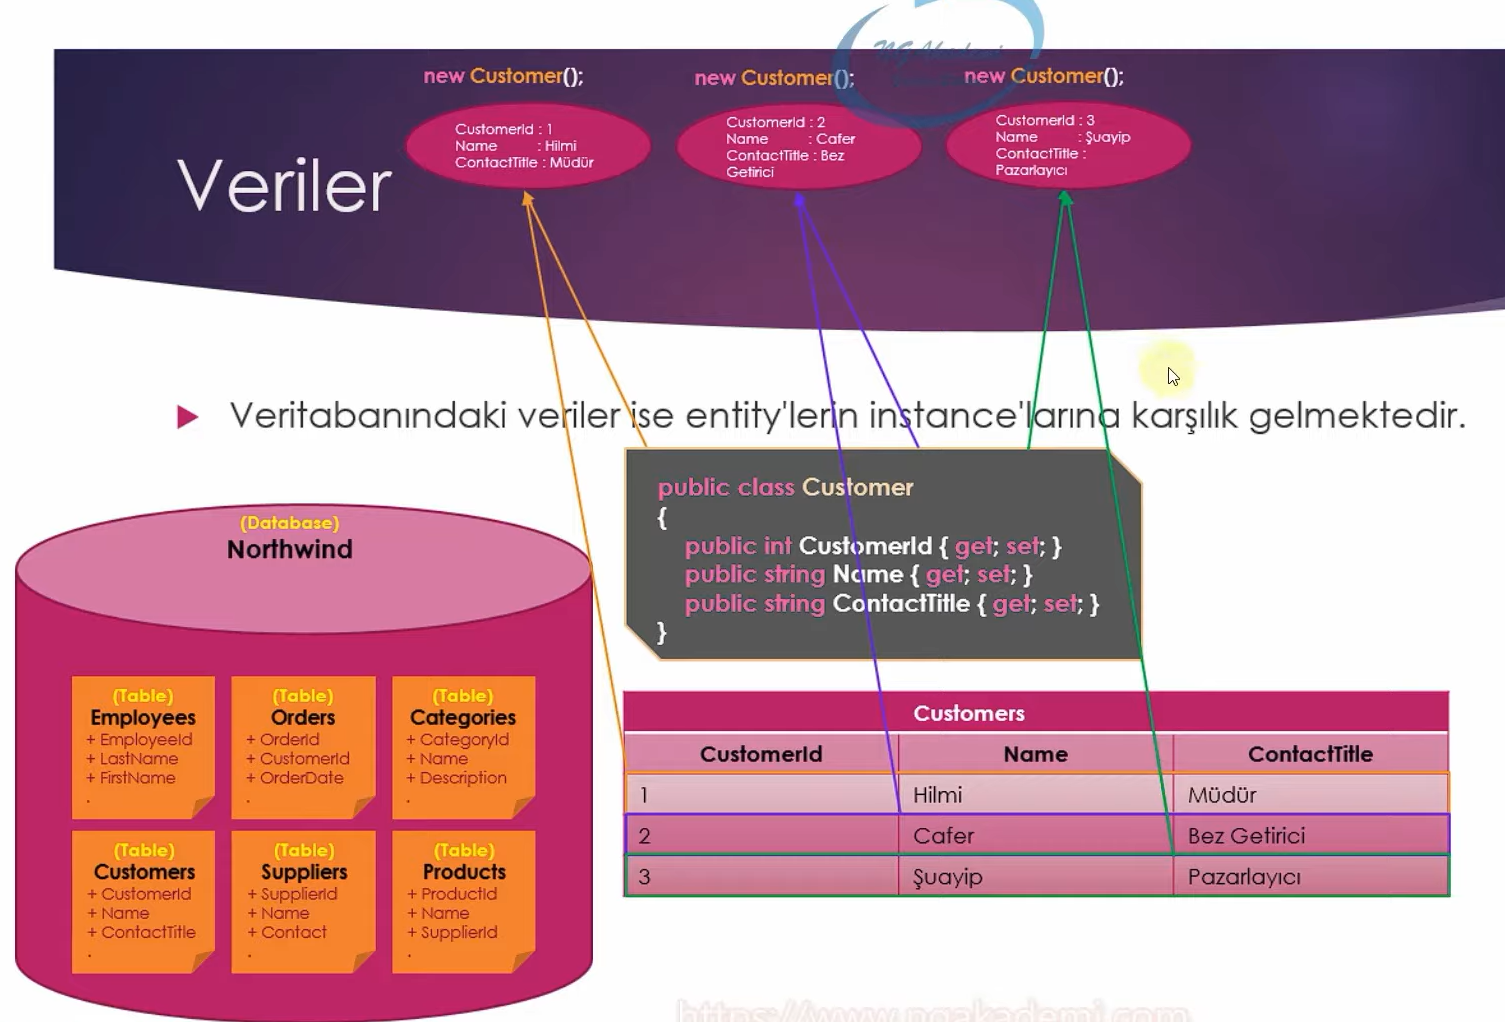 NG Akademi
new Customer();
new Customer();
new Customer();
CustomerId : 1
Name : Hilmi
ContactTitle : Müdür
CustomerId : 2
Name : Cafer
ContactTitle : Bez
Getirici
CustomerId : 3
Name : Şuayip
ContactTitle :
Pazarlayıcı
Veriler
Veritabanındaki veriler ise entity'lerin instance'larına karşılık gelmektedir.
public class Customer
{
public int CustomerId { get; set; }
public string Name { get; set; }
public string ContactTitle { get; set; }
}
(Database)
Northwind
(Table)
Employees
+ EmployeeId
+ LastName
+ FirstName
.
(Table)
Orders
+ OrderId
+ CustomerId
+ OrderDate
.
(Table)
Categories
+ CategoryId
+ Name
+ Description
.
(Table)
Customers
+ CustomerId
+ Name
+ ContactTitle
.
(Table)
Suppliers
+ SupplierId
+ Name
+ Contact
.
(Table)
Products
+ ProductId
+ Name
+ SupplierId
.
Customers
CustomerId Name ContactTitle
1 Hilmi Müdür
2 Cafer Bez Getirici
3 Şuayip Pazarlayıcı
https://www.ngakademi.com